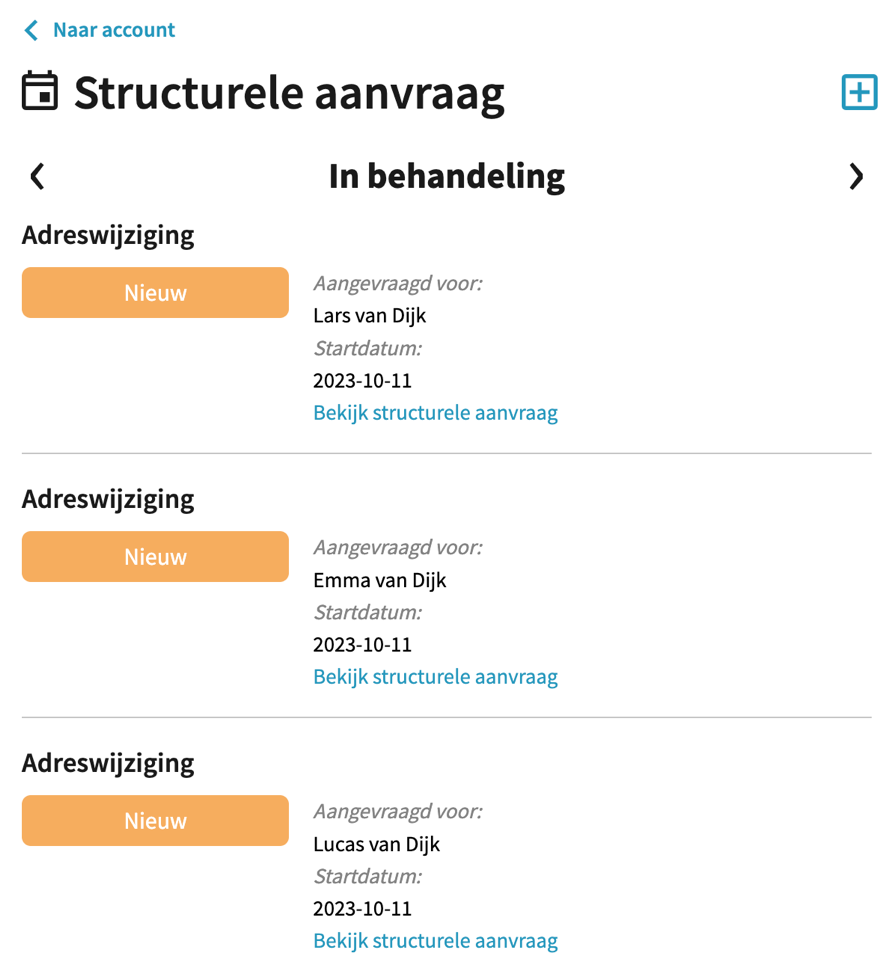 Naar account
Structurele aanvraag
In behandeling
Adreswijziging
Nieuw
Aangevraagd voor:
Lars van Dijk
Startdatum:
2023-10-11
Bekijk structurele aanvraag
Adreswijziging
Nieuw
Aangevraagd voor:
Emma van Dijk
Startdatum:
2023-10-11
Bekijk structurele aanvraag
Adreswijziging
Nieuw
Aangevraagd voor:
Lucas van Dijk
Startdatum:
2023-10-11
Bekijk structurele aanvraag